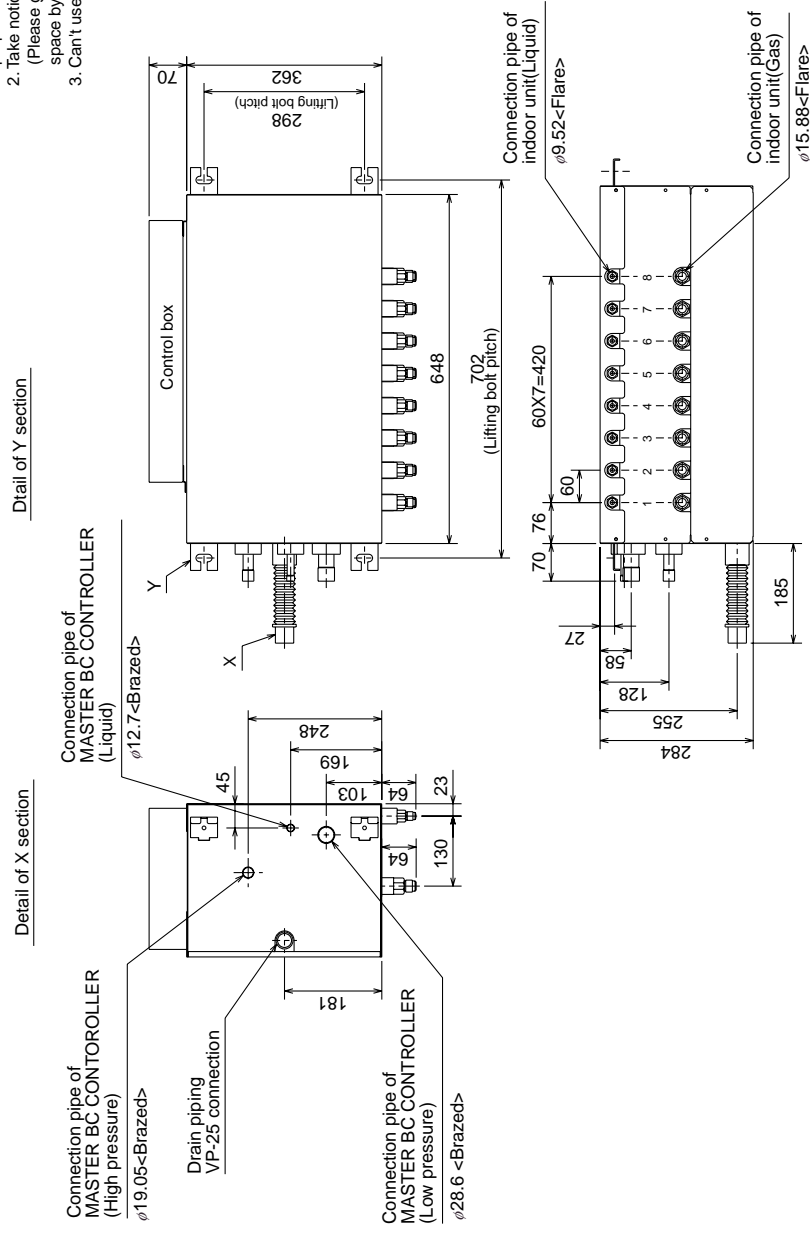 2. Take notic
(Please g
space by
3. Can't use
Dtail of Y section
Detail of X section
Connection pipe of
MASTER BC CONTOROLLER
(High pressure)
ø19.05<Brazed>
Drain piping
VP-25 connection
Connection pipe of
MASTER BC CONTROLLER
(Low pressure)
ø28.6 <Brazed>
Connection pipe of
MASTER BC CONTROLLER
(Liquid)
ø12.7<Brazed>
45
248
169
103
64
64
23
130
181
Y
X
Control box
70
362
298
(Lifting bolt pitch)
648
702
(Lifting bolt pitch)
Connection pipe of
indoor unit(Liquid)
ø9.52<Flare>
Connection pipe of
indoor unit(Gas)
ø15.88<Flare>
60X7=420
60
76
70
1 2 3 4 5 6 7 8
27
58
128
255
284
185